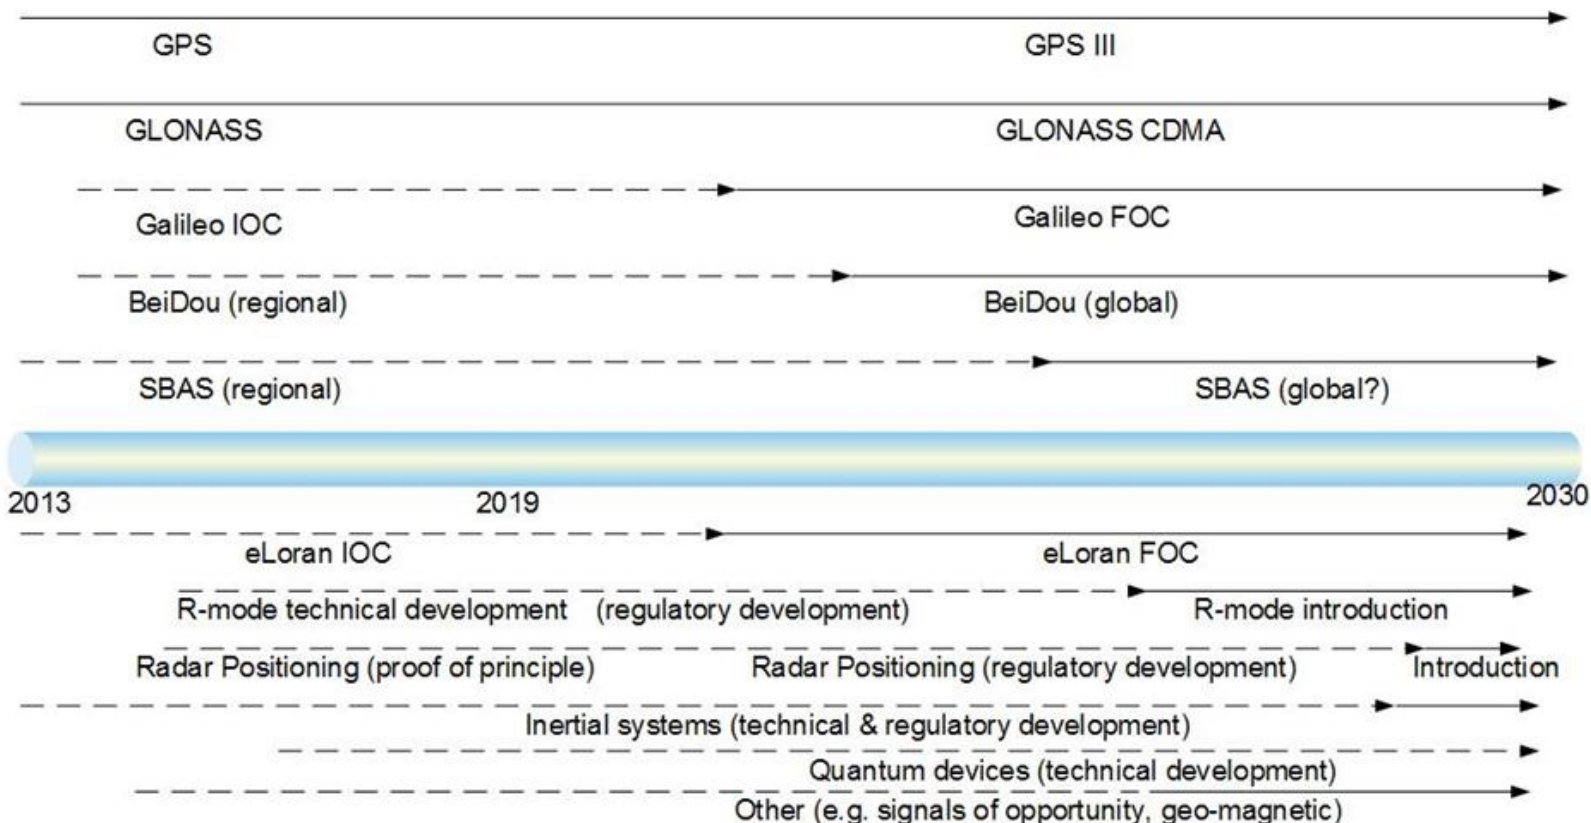 GPS GPS III
GLONASS GLONASS CDMA
Galileo IOC Galileo FOC
BeiDou (regional) BeiDou (global)
SBAS (regional) SBAS (global?)
2013 2019 2030
eLoran IOC eLoran FOC
R-mode technical development (regulatory development) R-mode introduction
Radar Positioning (proof of principle) Radar Positioning (regulatory development) Introduction
Inertial systems (technical & regulatory development)
Quantum devices (technical development)
Other (e.g. signals of opportunity, geo-magnetic)